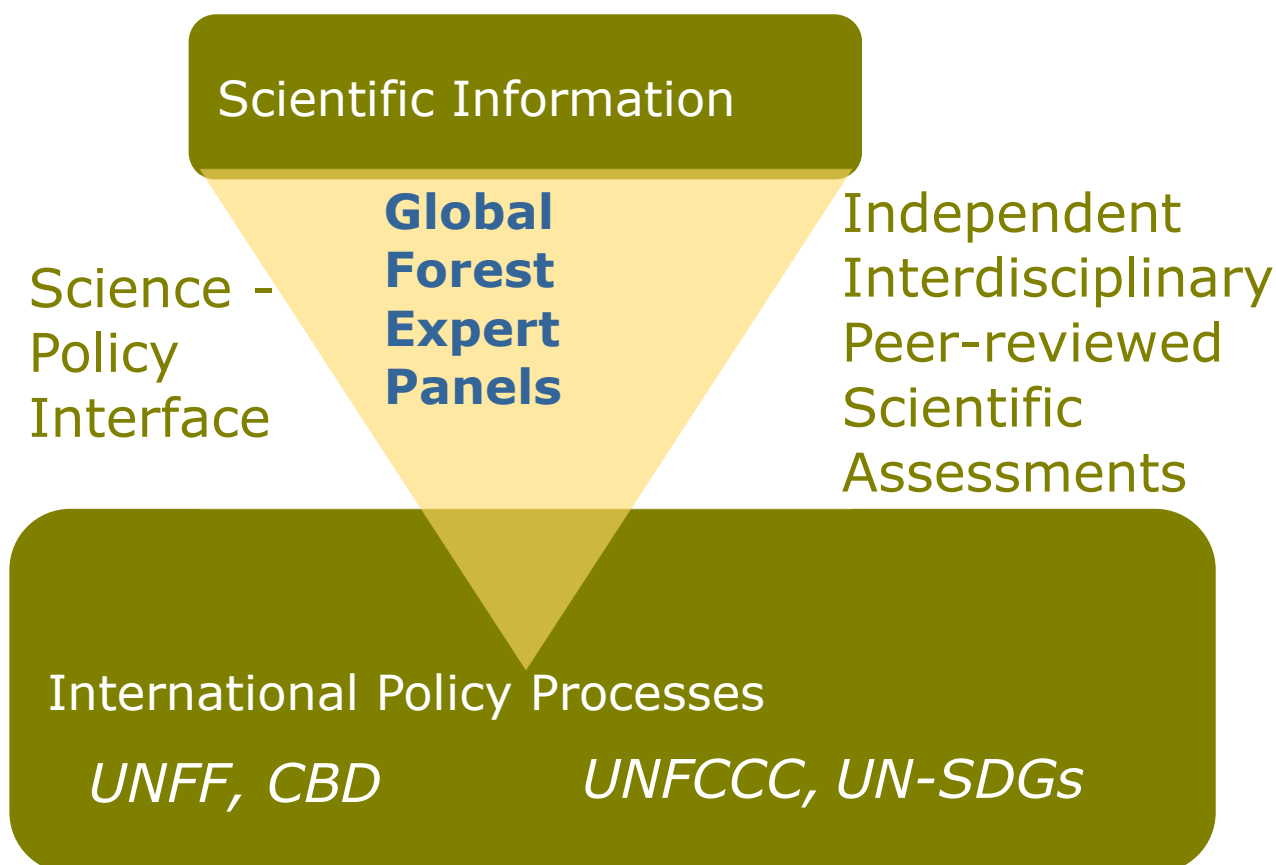 Scientific Information
Global
Forest
Expert
Panels
Science -
Policy
Interface
Independent
Interdisciplinary
Peer-reviewed
Scientific
Assessments
International Policy Processes
UNFF, CBD
UNFCCC, UN-SDGs